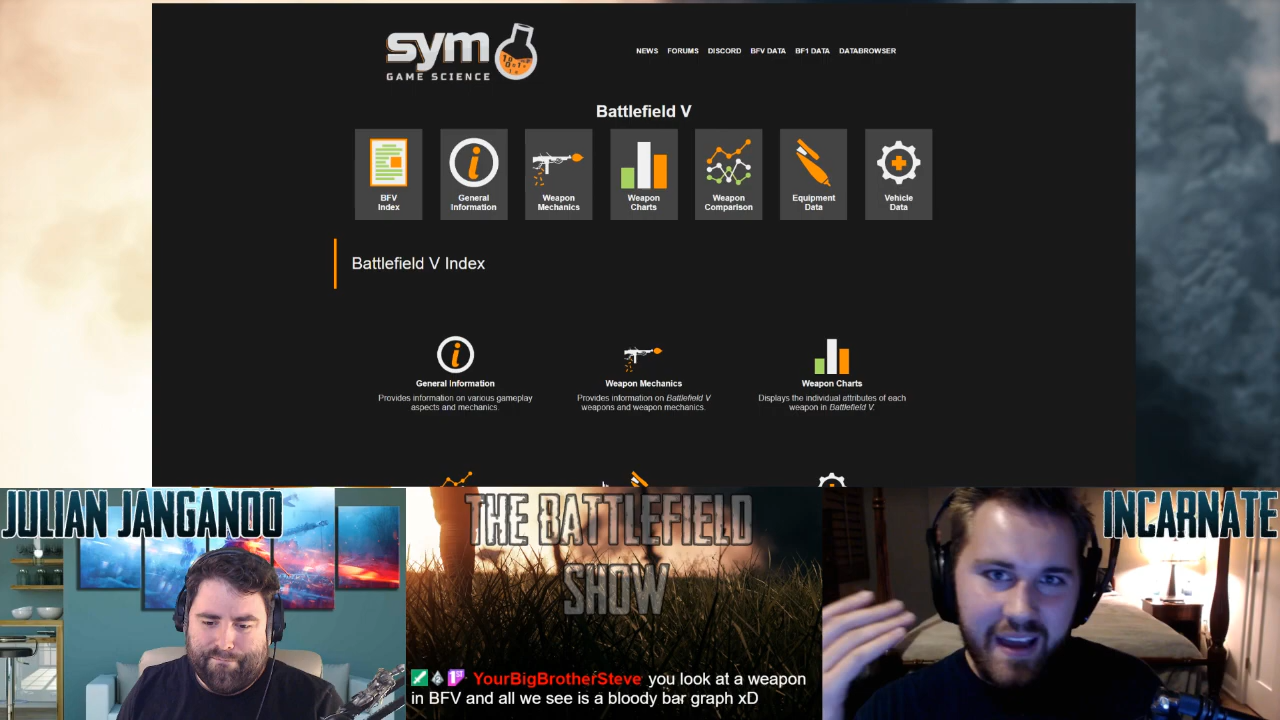 sym
GAME SCIENCE
NEWS FORUMS DISCORD BFV DATA BF1 DATA DATABROWSER
Battlefield V
BFV
Index
General
Information
Weapon
Mechanics
Weapon
Charts
Weapon
Comparison
Equipment
Data
Vehicle
Data
Battlefield V Index
General Information
Provides information on various gameplay
aspects and mechanics.
Weapon Mechanics
Provides information on Battlefield V
weapons and weapon mechanics.
Weapon Charts
Displays the individual attributes of each
weapon in Battlefield V.
JULIAN JANGANOO
THE BATTLEFIELD
SHOW
INCARNATE
YourBigBrotherSteve you look at a weapon
in BFV and all we see is a bloody bar graph xD